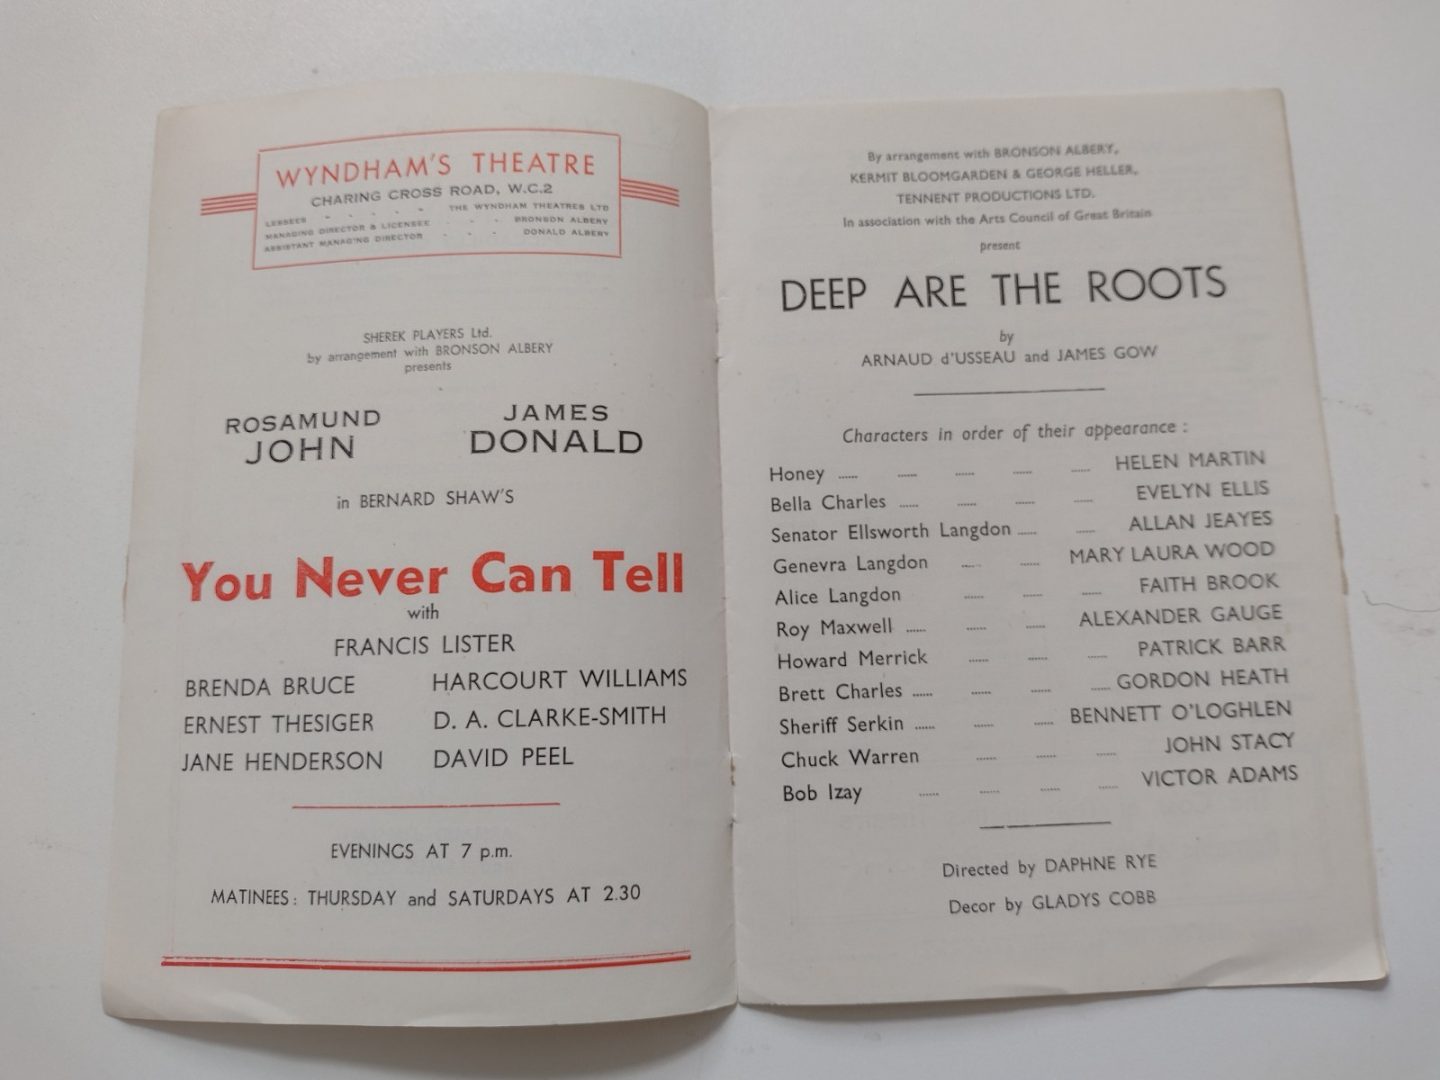 WYNDHAM'S THEATRE
CHARING CROSS ROAD, W.C.2
LESSEES - - - - - THE WYNDHAM THEATRES LTD
MANAGING DIRECTOR & LICENSEE - - - BRONSON ALBERY
ASSISTANT MANAGING DIRECTOR - - - DONALD ALBERY
SHEREK PLAYERS Ltd.
by arrangement with BRONSON ALBERY
presents
ROSAMUND JAMES
JOHN DONALD
in BERNARD SHAW'S
You Never Can Tell
with
FRANCIS LISTER
BRENDA BRUCE HARCOURT WILLIAMS
ERNEST THESIGER D. A. CLARKE-SMITH
JANE HENDERSON DAVID PEEL
EVENINGS AT 7 p.m.
MATINEES: THURSDAY and SATURDAYS AT 2.30
By arrangement with BRONSON ALBERY,
KERMIT BLOOMGARDEN & GEORGE HELLER,
TENNENT PRODUCTIONS LTD.
In association with the Arts Council of Great Britain
present
DEEP ARE THE ROOTS
by
ARNAUD d'USSEAU and JAMES GOW
Characters in order of their appearance :
Honey ...... ...... ...... ...... ...... HELEN MARTIN
Bella Charles ...... ...... ...... ...... EVELYN ELLIS
Senator Ellsworth Langdon ...... ...... ALLAN JEAYES
Genevra Langdon ...... ...... MARY LAURA WOOD
Alice Langdon ...... ...... ...... FAITH BROOK
Roy Maxwell ...... ...... ...... ALEXANDER GAUGE
Howard Merrick ...... ...... ...... PATRICK BARR
Brett Charles ...... ...... ...... ...... GORDON HEATH
Sheriff Serkin ...... ...... ...... BENNETT O'LOGHLEN
Chuck Warren ...... ...... ...... JOHN STACY
Bob Izay ...... ...... ...... ...... VICTOR ADAMS
Directed by DAPHNE RYE
Decor by GLADYS COBB